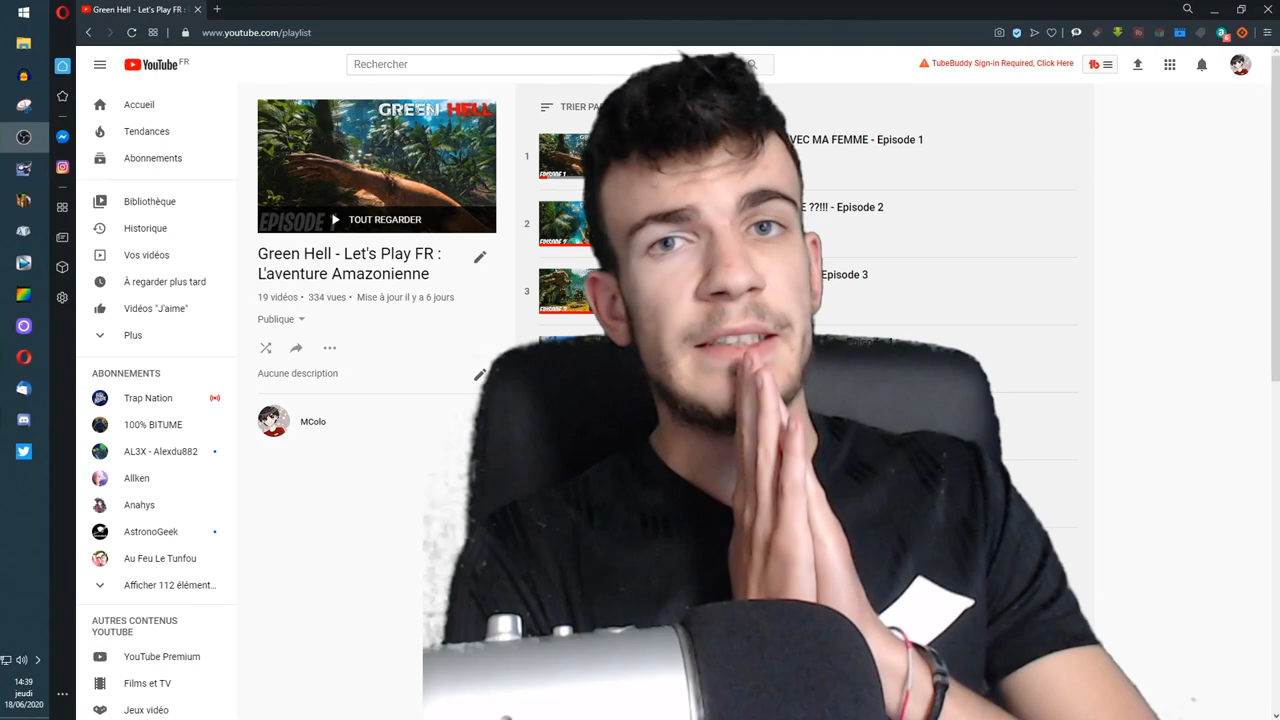 Green Hell - Let's Play FR :
www.youtube.com/playlist
YouTube FR
Rechercher
TubeBuddy Sign-in Required, Click Here
Accueil
Tendances
Abonnements
Bibliothèque
Historique
Vos vidéos
À regarder plus tard
Vidéos "J'aime"
Plus
ABONNEMENTS
Trap Nation
100% BITUME
AL3X - Alexdu882
Allken
Anahys
AstronoGeek
Au Feu Le Tunfou
Afficher 112 élément...
AUTRES CONTENUS
YOUTUBE
YouTube Premium
Films et TV
Jeux vidéo
GREEN HELL
EPISODE 1
TOUT REGARDER
Green Hell - Let's Play FR :
L'aventure Amazonienne
19 vidéos • 334 vues • Mise à jour il y a 6 jours
Publique
Aucune description
MColo
TRIER PA
1
VEC MA FEMME - Episode 1
2
E ??!!! - Episode 2
3
Episode 3
14:39
jeudi
18/06/2020